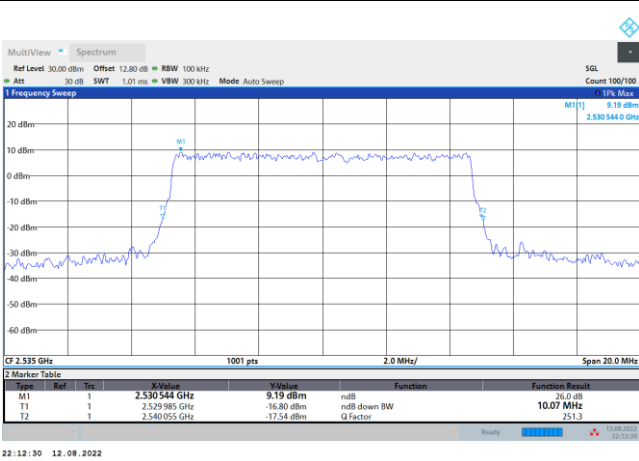 MultiView Spectrum
Ref Level 30.00 dBm Offset 12.80 dB RBW 100 kHz SGL
Att 30 dB SWT 1.01 ms VBW 300 kHz Mode Auto Sweep Count 100/100
1 Frequency Sweep 1Pk Max
M1[1] 9.19 dBm
2.530 544 0 GHz
20 dBm
M1
10 dBm
0 dBm
-10 dBm
T1 T2
-20 dBm
-30 dBm
-40 dBm
-50 dBm
-60 dBm
CF 2.535 GHz 1001 pts 2.0 MHz/ Span 20.0 MHz
2 Marker Table
Type Ref Trc X-Value Y-Value Function Function Result
M1 1 2.530 544 GHz 9.19 dBm ndB 26.0 dB
T1 1 2.529 985 GHz -16.80 dBm ndB down BW 10.07 MHz
T2 1 2.540 055 GHz -17.54 dBm Q Factor 251.3
Ready 12.08.2022
22:12:30
22:12:30 12.08.2022